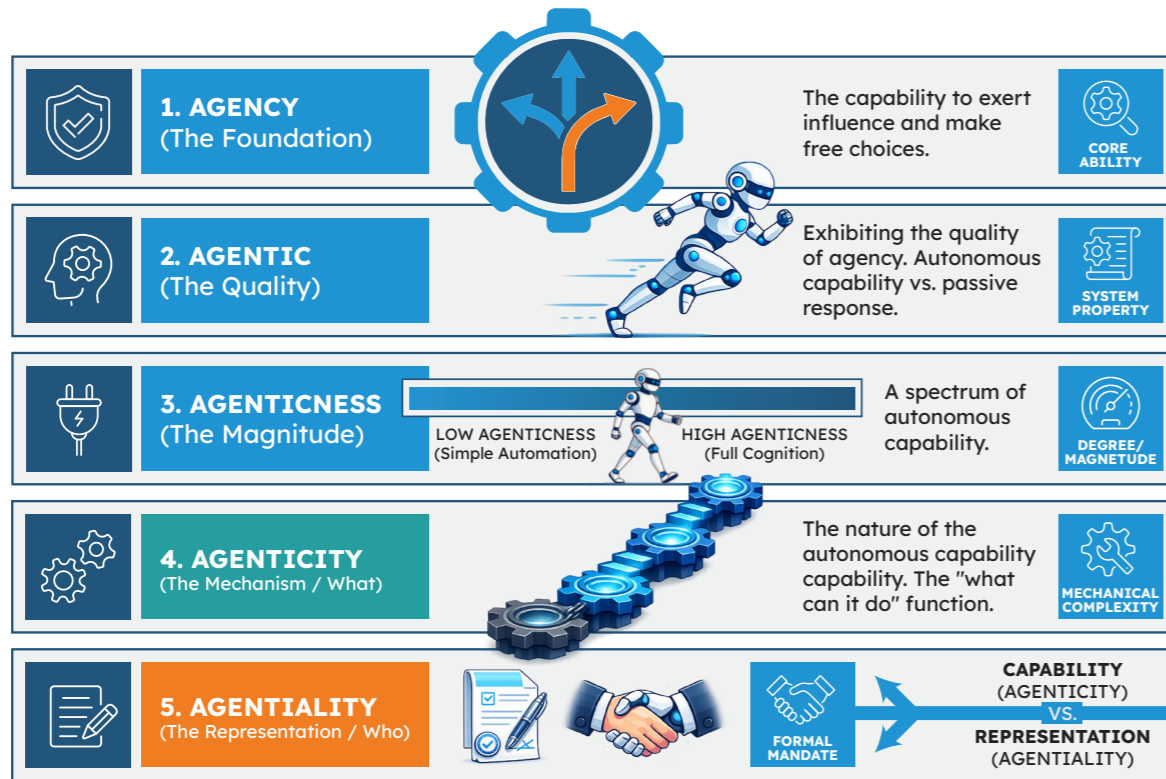 1. AGENCY
(The Foundation)
The capability to exert
influence and make
free choices.
CORE
ABILITY
2. AGENTIC
(The Quality)
Exhibiting the quality
of agency. Autonomous
capability vs. passive
response.
SYSTEM
PROPERTY
3. AGENTICNESS
(The Magnitude)
LOW AGENTICNESS
(Simple Automation)
HIGH AGENTICNESS
(Full Cognition)
A spectrum of
autonomous
capability.
DEGREE/
MAGNETUDE
4. AGENTICITY
(The Mechanism / What)
The nature of the
autonomous capability
capability. The "what
can it do" function.
MECHANICAL
COMPLEXITY
5. AGENTIALITY
(The Representation / Who)
FORMAL
MANDATE
CAPABILITY
(AGENTICITY)
VS.
REPRESENTATION
(AGENTIALITY)